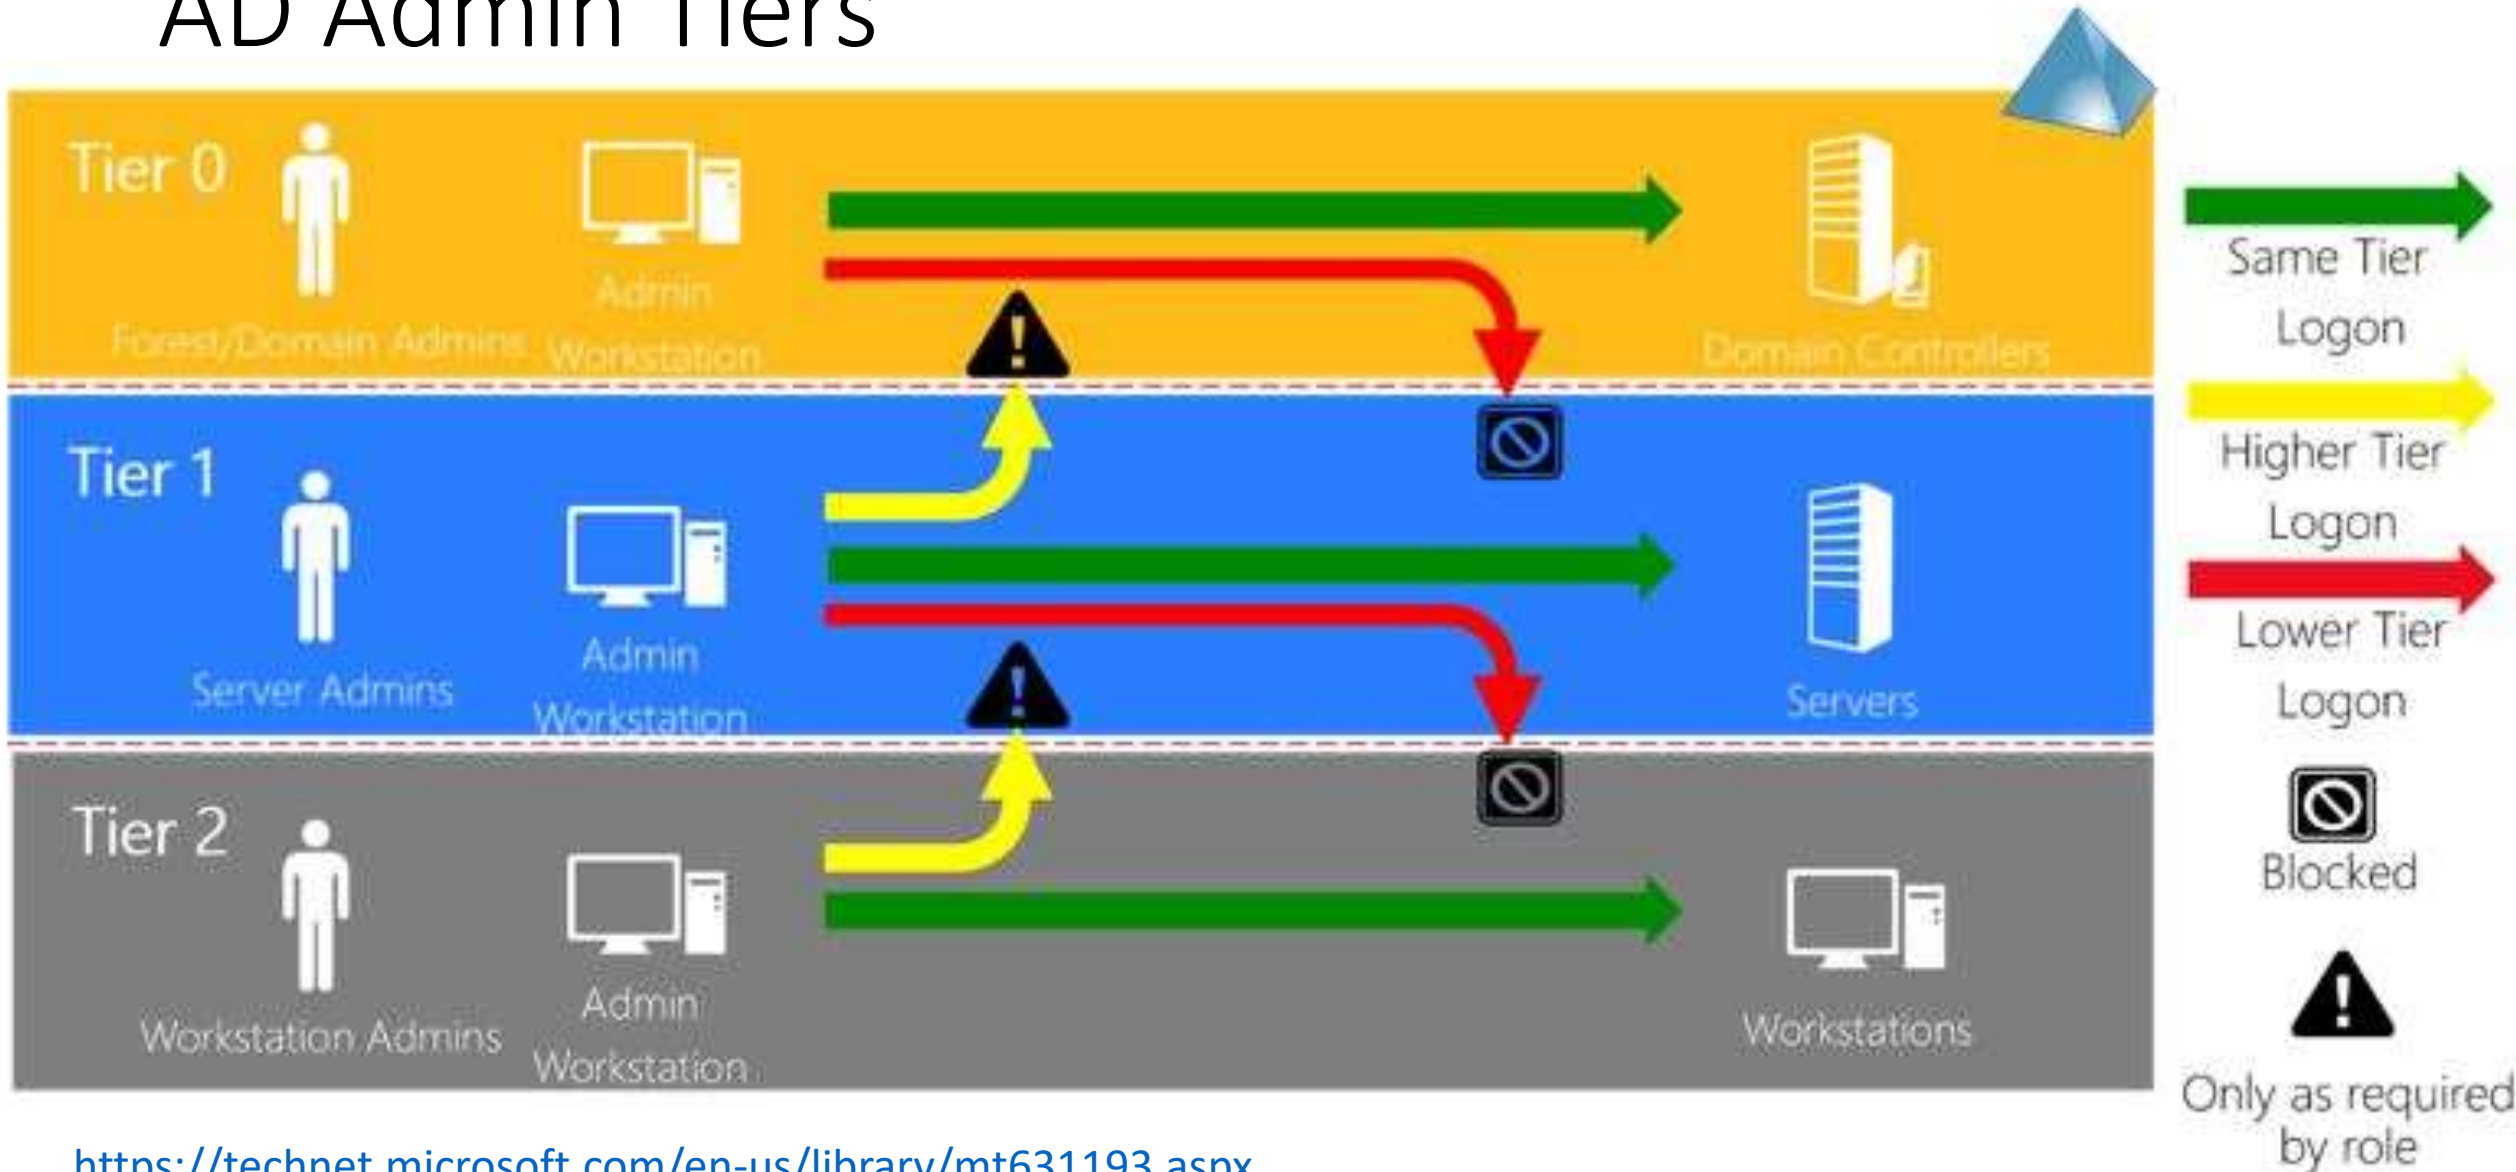 AD Admin Tiers
Tier 0
Forest/Domain Admins
Admin
Workstation
Domain Controllers
Tier 1
Server Admins
Admin
Workstation
Servers
Tier 2
Workstation Admins
Admin
Workstation
Workstations
Same Tier
Logon
Higher Tier
Logon
Lower Tier
Logon
Blocked
Only as required
by role
https://technet.microsoft.com/en-us/library/mt631193.aspx